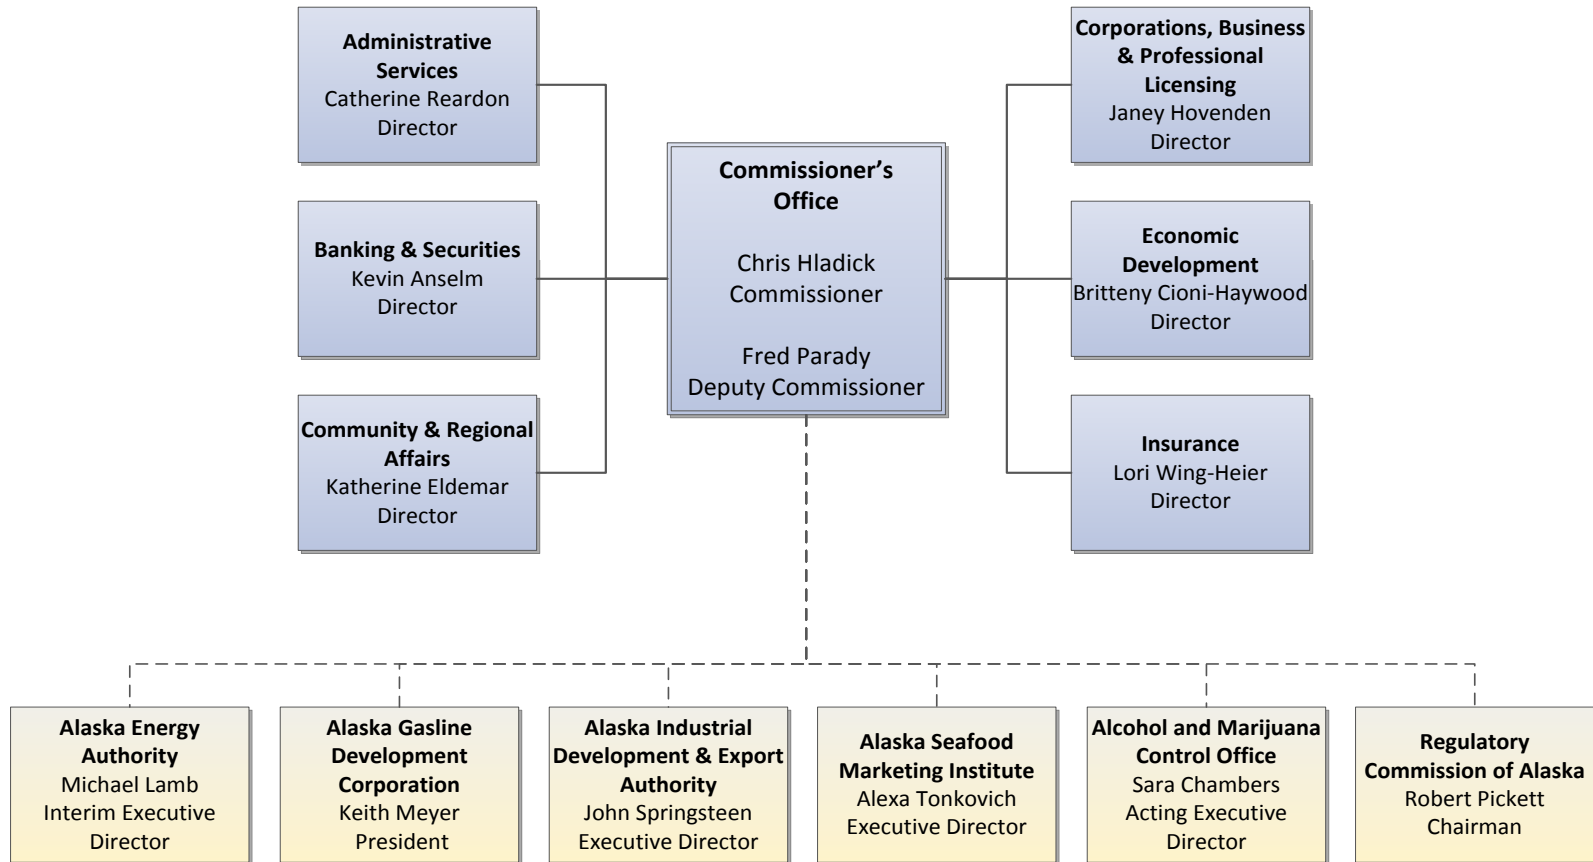 Administrative
Services
Catherine Reardon
Director
Banking & Securities
Kevin Anselm
Director
Community & Regional
Affairs
Katherine Eldemar
Director
Commissioner’s
Office
Chris Hladick
Commissioner
Fred Parady
Deputy Commissioner
Corporations, Business
& Professional
Licensing
Janey Hovenden
Director
Economic
Development
Britteny Cioni-Haywood
Director
Insurance
Lori Wing-Heier
Director
Alaska Energy
Authority
Michael Lamb
Interim Executive
Director
Alaska Gasline
Development
Corporation
Keith Meyer
President
Alaska Industrial
Development & Export
Authority
John Springsteen
Executive Director
Alaska Seafood
Marketing Institute
Alexa Tonkovich
Executive Director
Alcohol and Marijuana
Control Office
Sara Chambers
Acting Executive
Director
Regulatory
Commission of Alaska
Robert Pickett
Chairman